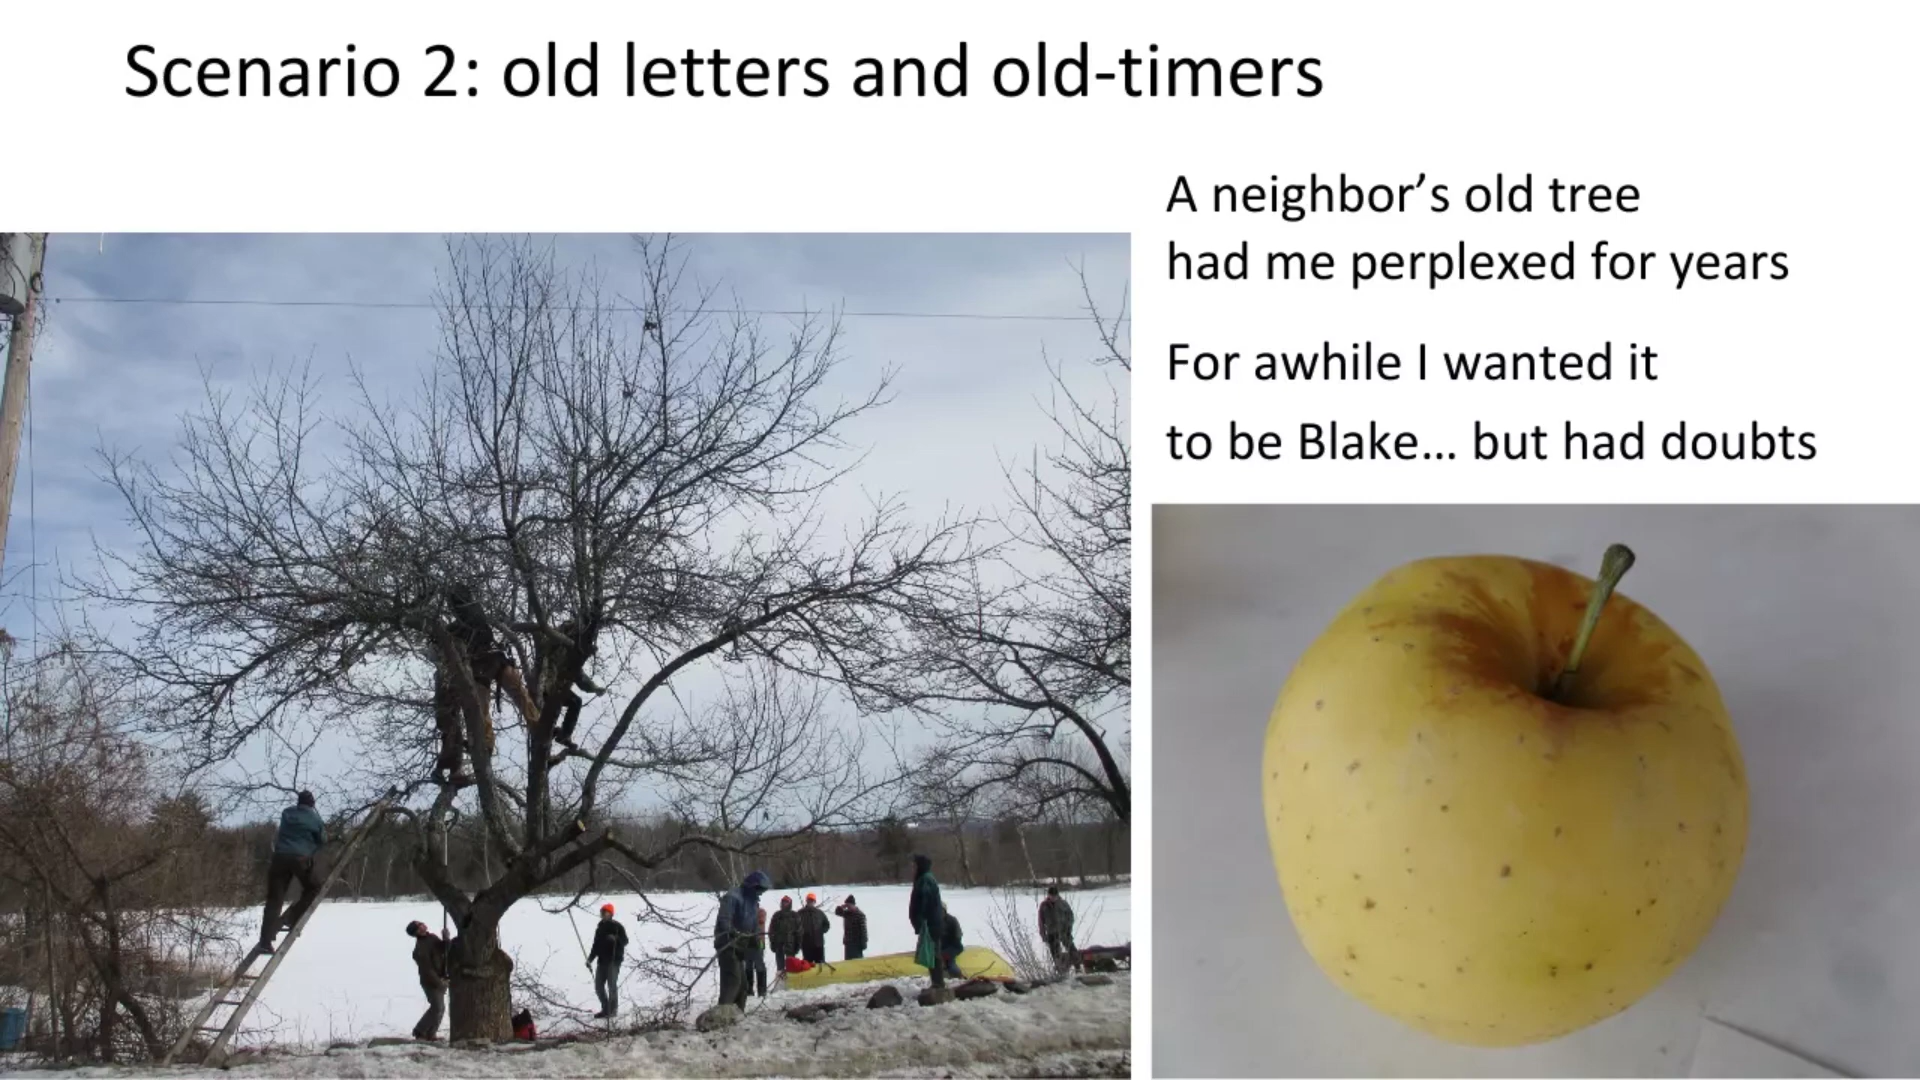 Scenario 2: old letters and old-timers
A neighbor’s old tree
had me perplexed for years
For awhile I wanted it
to be Blake… but had doubts